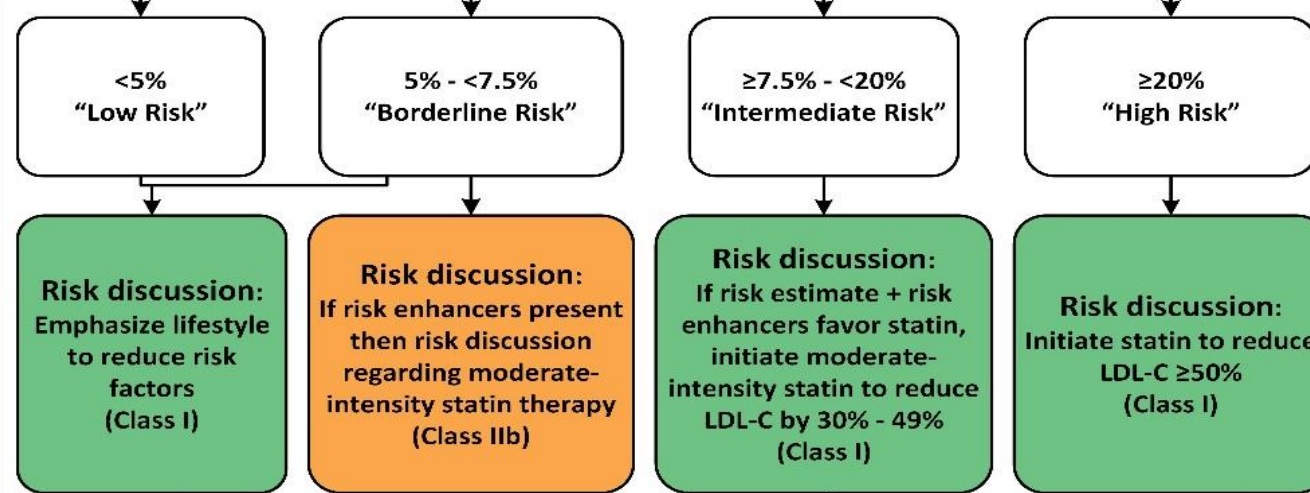 <5%
“Low Risk”
5% - <7.5%
“Borderline Risk”
≥7.5% - <20%
“Intermediate Risk”
≥20%
“High Risk”
Risk discussion:
Emphasize lifestyle
to reduce risk
factors
(Class I)
Risk discussion:
If risk enhancers present
then risk discussion
regarding moderate-
intensity statin therapy
(Class IIb)
Risk discussion:
If risk estimate + risk
enhancers favor statin,
initiate moderate-
intensity statin to reduce
LDL-C by 30% - 49%
(Class I)
Risk discussion:
Initiate statin to reduce
LDL-C ≥50%
(Class I)